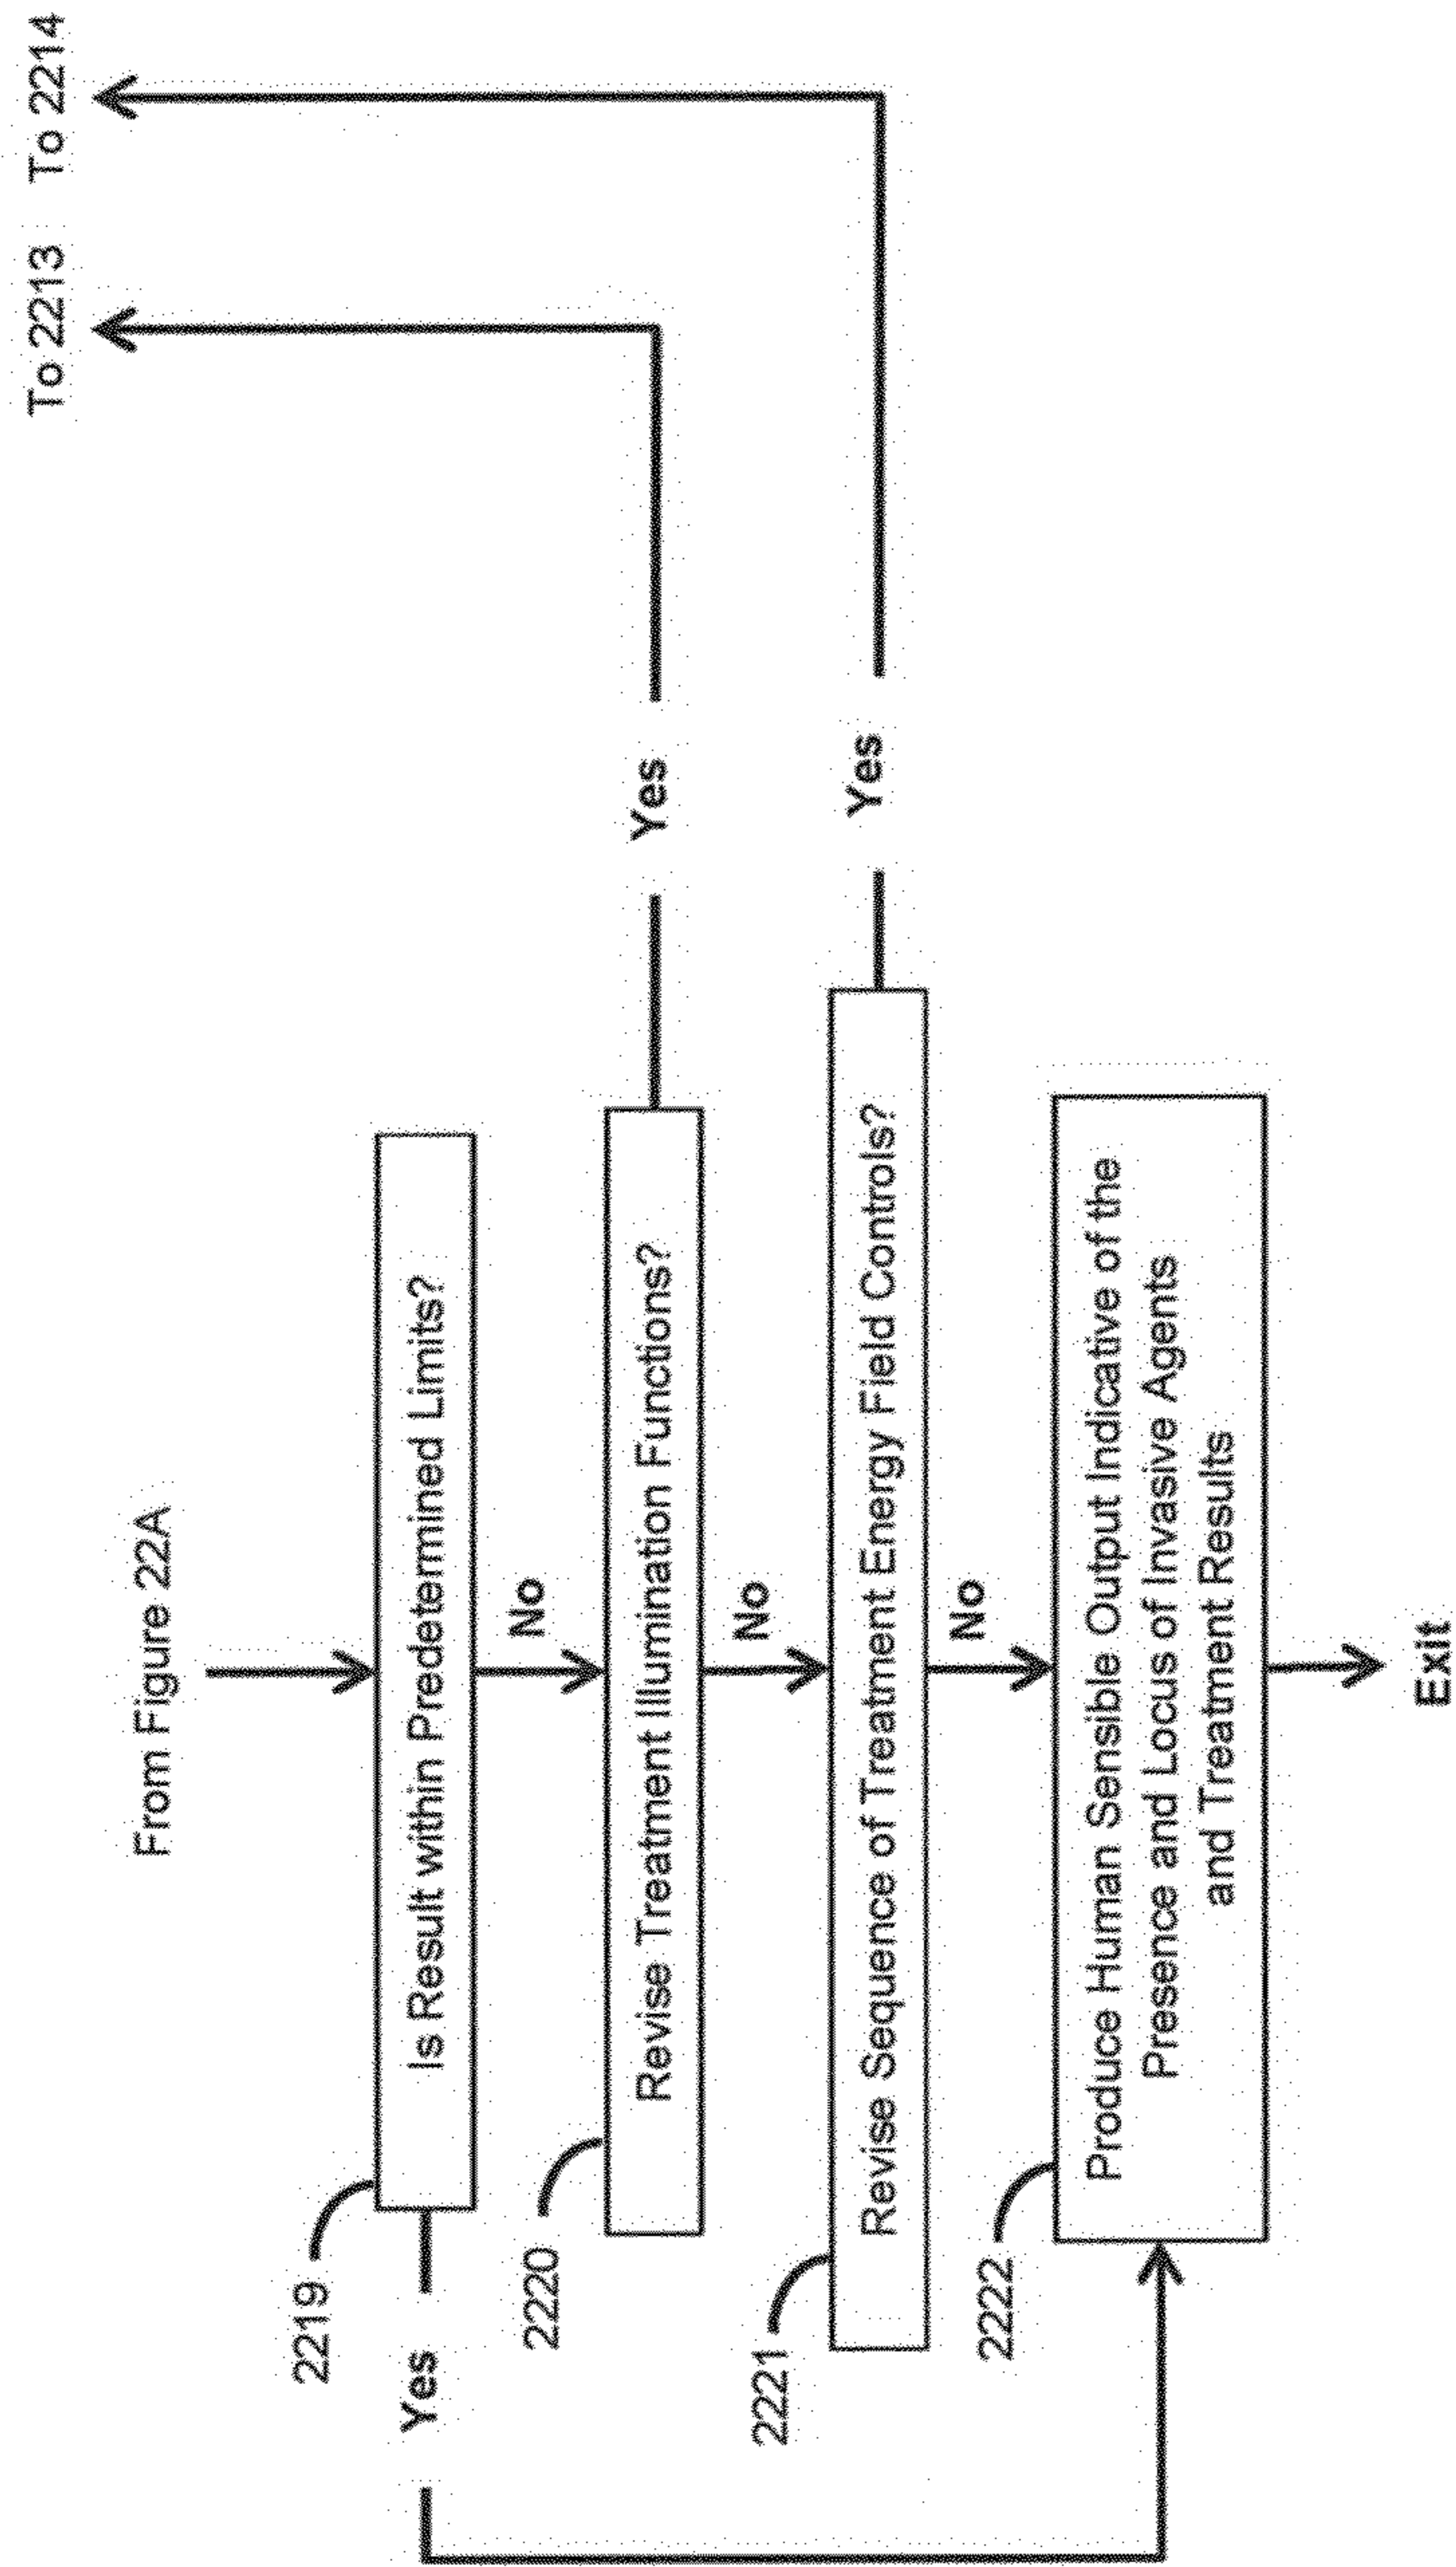 To 2213
To 2214
From Figure 22A
2219
Is Result within Predetermined Limits?
Yes
No
2220
Revise Treatment Illumination Functions?
Yes
No
2221
Revise Sequence of Treatment Energy Field Controls?
Yes
No
2222
Produce Human Sensible Output Indicative of the
Presence and Locus of Invasive Agents
and Treatment Results
Exit